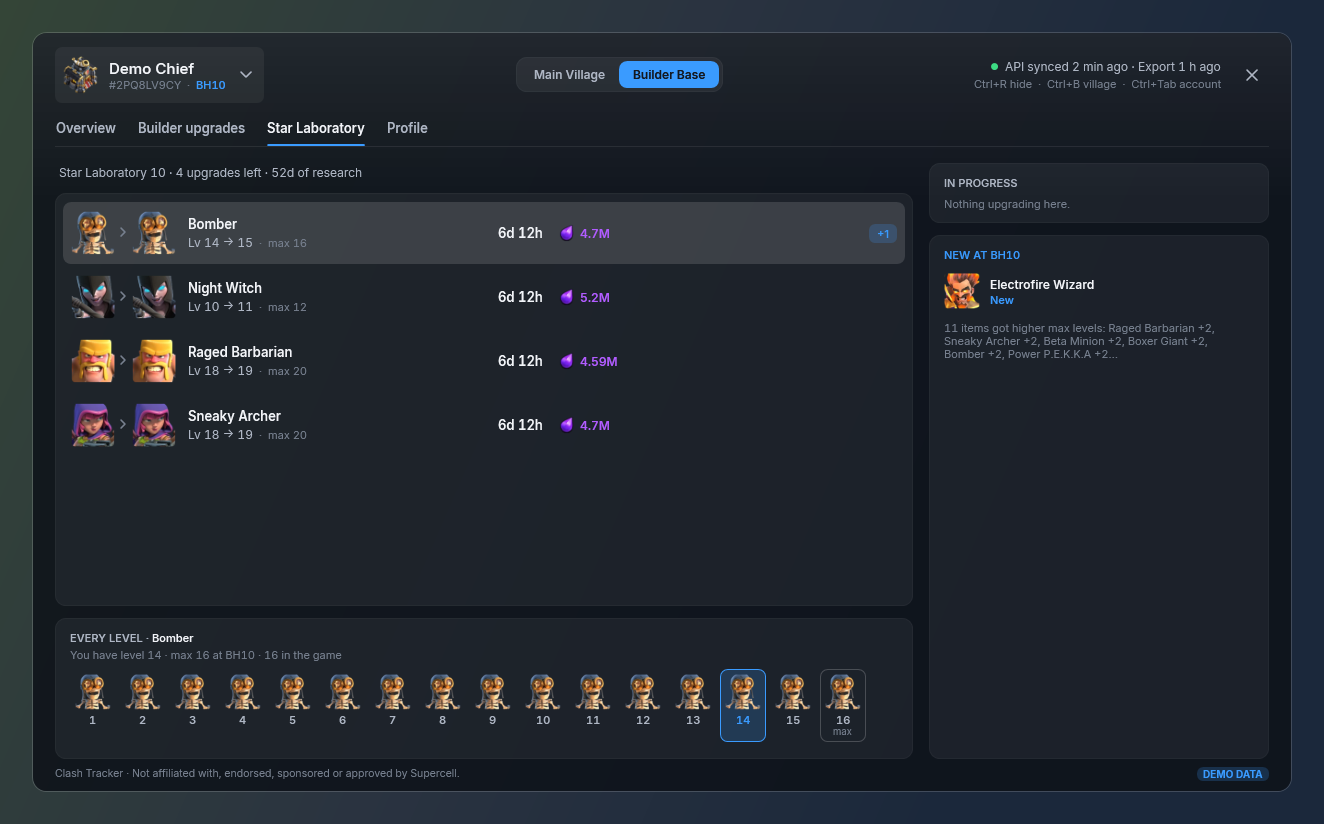 Demo Chief
#2PQ8LV9CY · BH10
Main Village
Builder Base
API synced 2 min ago · Export 1 h ago
Ctrl+R hide · Ctrl+B village · Ctrl+Tab account
Overview
Builder upgrades
Star Laboratory
Profile
Star Laboratory 10 · 4 upgrades left · 52d of research
Bomber
Lv 14 → 15 · max 16
6d 12h
4.7M
+1
Night Witch
Lv 10 → 11 · max 12
6d 12h
5.2M
Raged Barbarian
Lv 18 → 19 · max 20
6d 12h
4.59M
Sneaky Archer
Lv 18 → 19 · max 20
6d 12h
4.7M
IN PROGRESS
Nothing upgrading here.
NEW AT BH10
Electrofire Wizard
New
11 items got higher max levels: Raged Barbarian +2,
Sneaky Archer +2, Beta Minion +2, Boxer Giant +2,
Bomber +2, Power P.E.K.K.A +2…
EVERY LEVEL · Bomber
You have level 14 · max 16 at BH10 · 16 in the game
1 2 3 4 5 6 7 8 9 10 11 12 13 14 15 16
max
Clash Tracker · Not affiliated with, endorsed, sponsored or approved by Supercell.
DEMO DATA